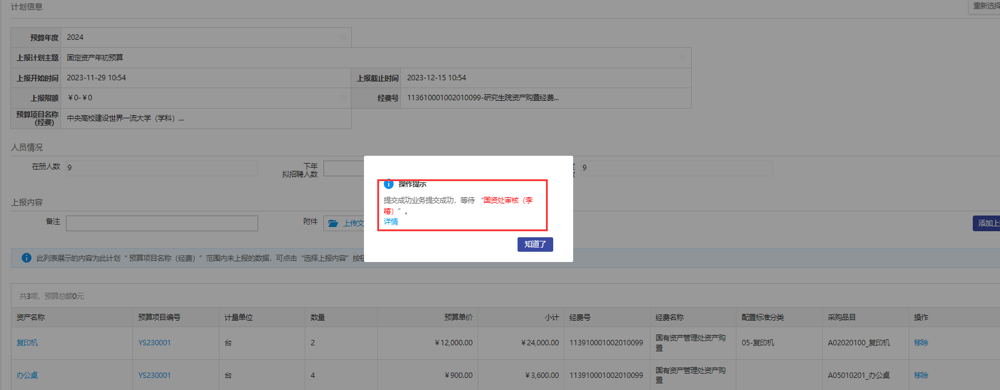 计划信息
重新选择
预算年度 2024
上报计划主题 固定资产年初预算
上报开始时间 2023-11-29 10:54 上报截止时间 2023-12-15 10:54
上报限额 ￥0-￥0 经费号 113610001002010099-研究生院资产购置经费...
预算项目名称
(经费)
中央高校建设世界一流大学（学科）...
人员情况
在册人数 9
下年
拟招聘人数
9
操作提示
提交成功业务提交成功，等待 “国资处审核（李
椿）” 。
详情
知道了
上报内容
备注
附件 上传文
添加上
此列表展示的内容为此计划“ 预算项目名称（经费）” 范围内未上报的数据，可点击“选择上报内容” 按
共3项，预算总额0元
资产名称 预算项目编号 计量单位 数量 预算单价 小计 经费号 经费名称 配置标准分类 采购品目 操作
复印机 YS230001 台 2 ￥12,000.00 ￥24,000.00 113910001002010099 国有资产管理处资产购
置
05-复印机 A02020100_复印机 移除
办公桌 YS230001 台 4 ￥900.00 ￥3,600.00 113910001002010099 国有资产管理处资产购
置
A05010201_办公桌 移除